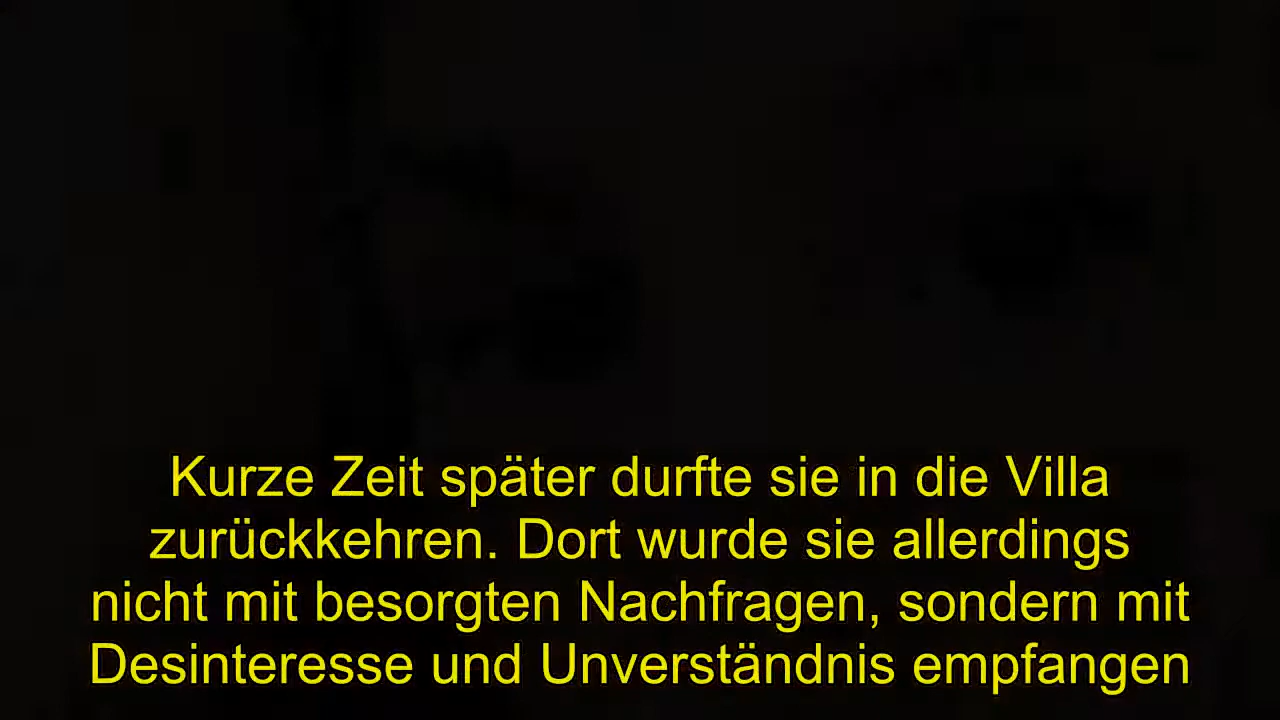 Kurze Zeit später durfte sie in die Villa
zurückkehren. Dort wurde sie allerdings
nicht mit besorgten Nachfragen, sondern mit
Desinteresse und Unverständnis empfangen